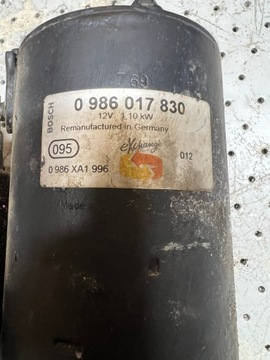 69
BOSCH
0 986 017 830
12V 1,10 kW
Remanufactured in Germany
095
eXchange
012
0 986 XA1 996
Made